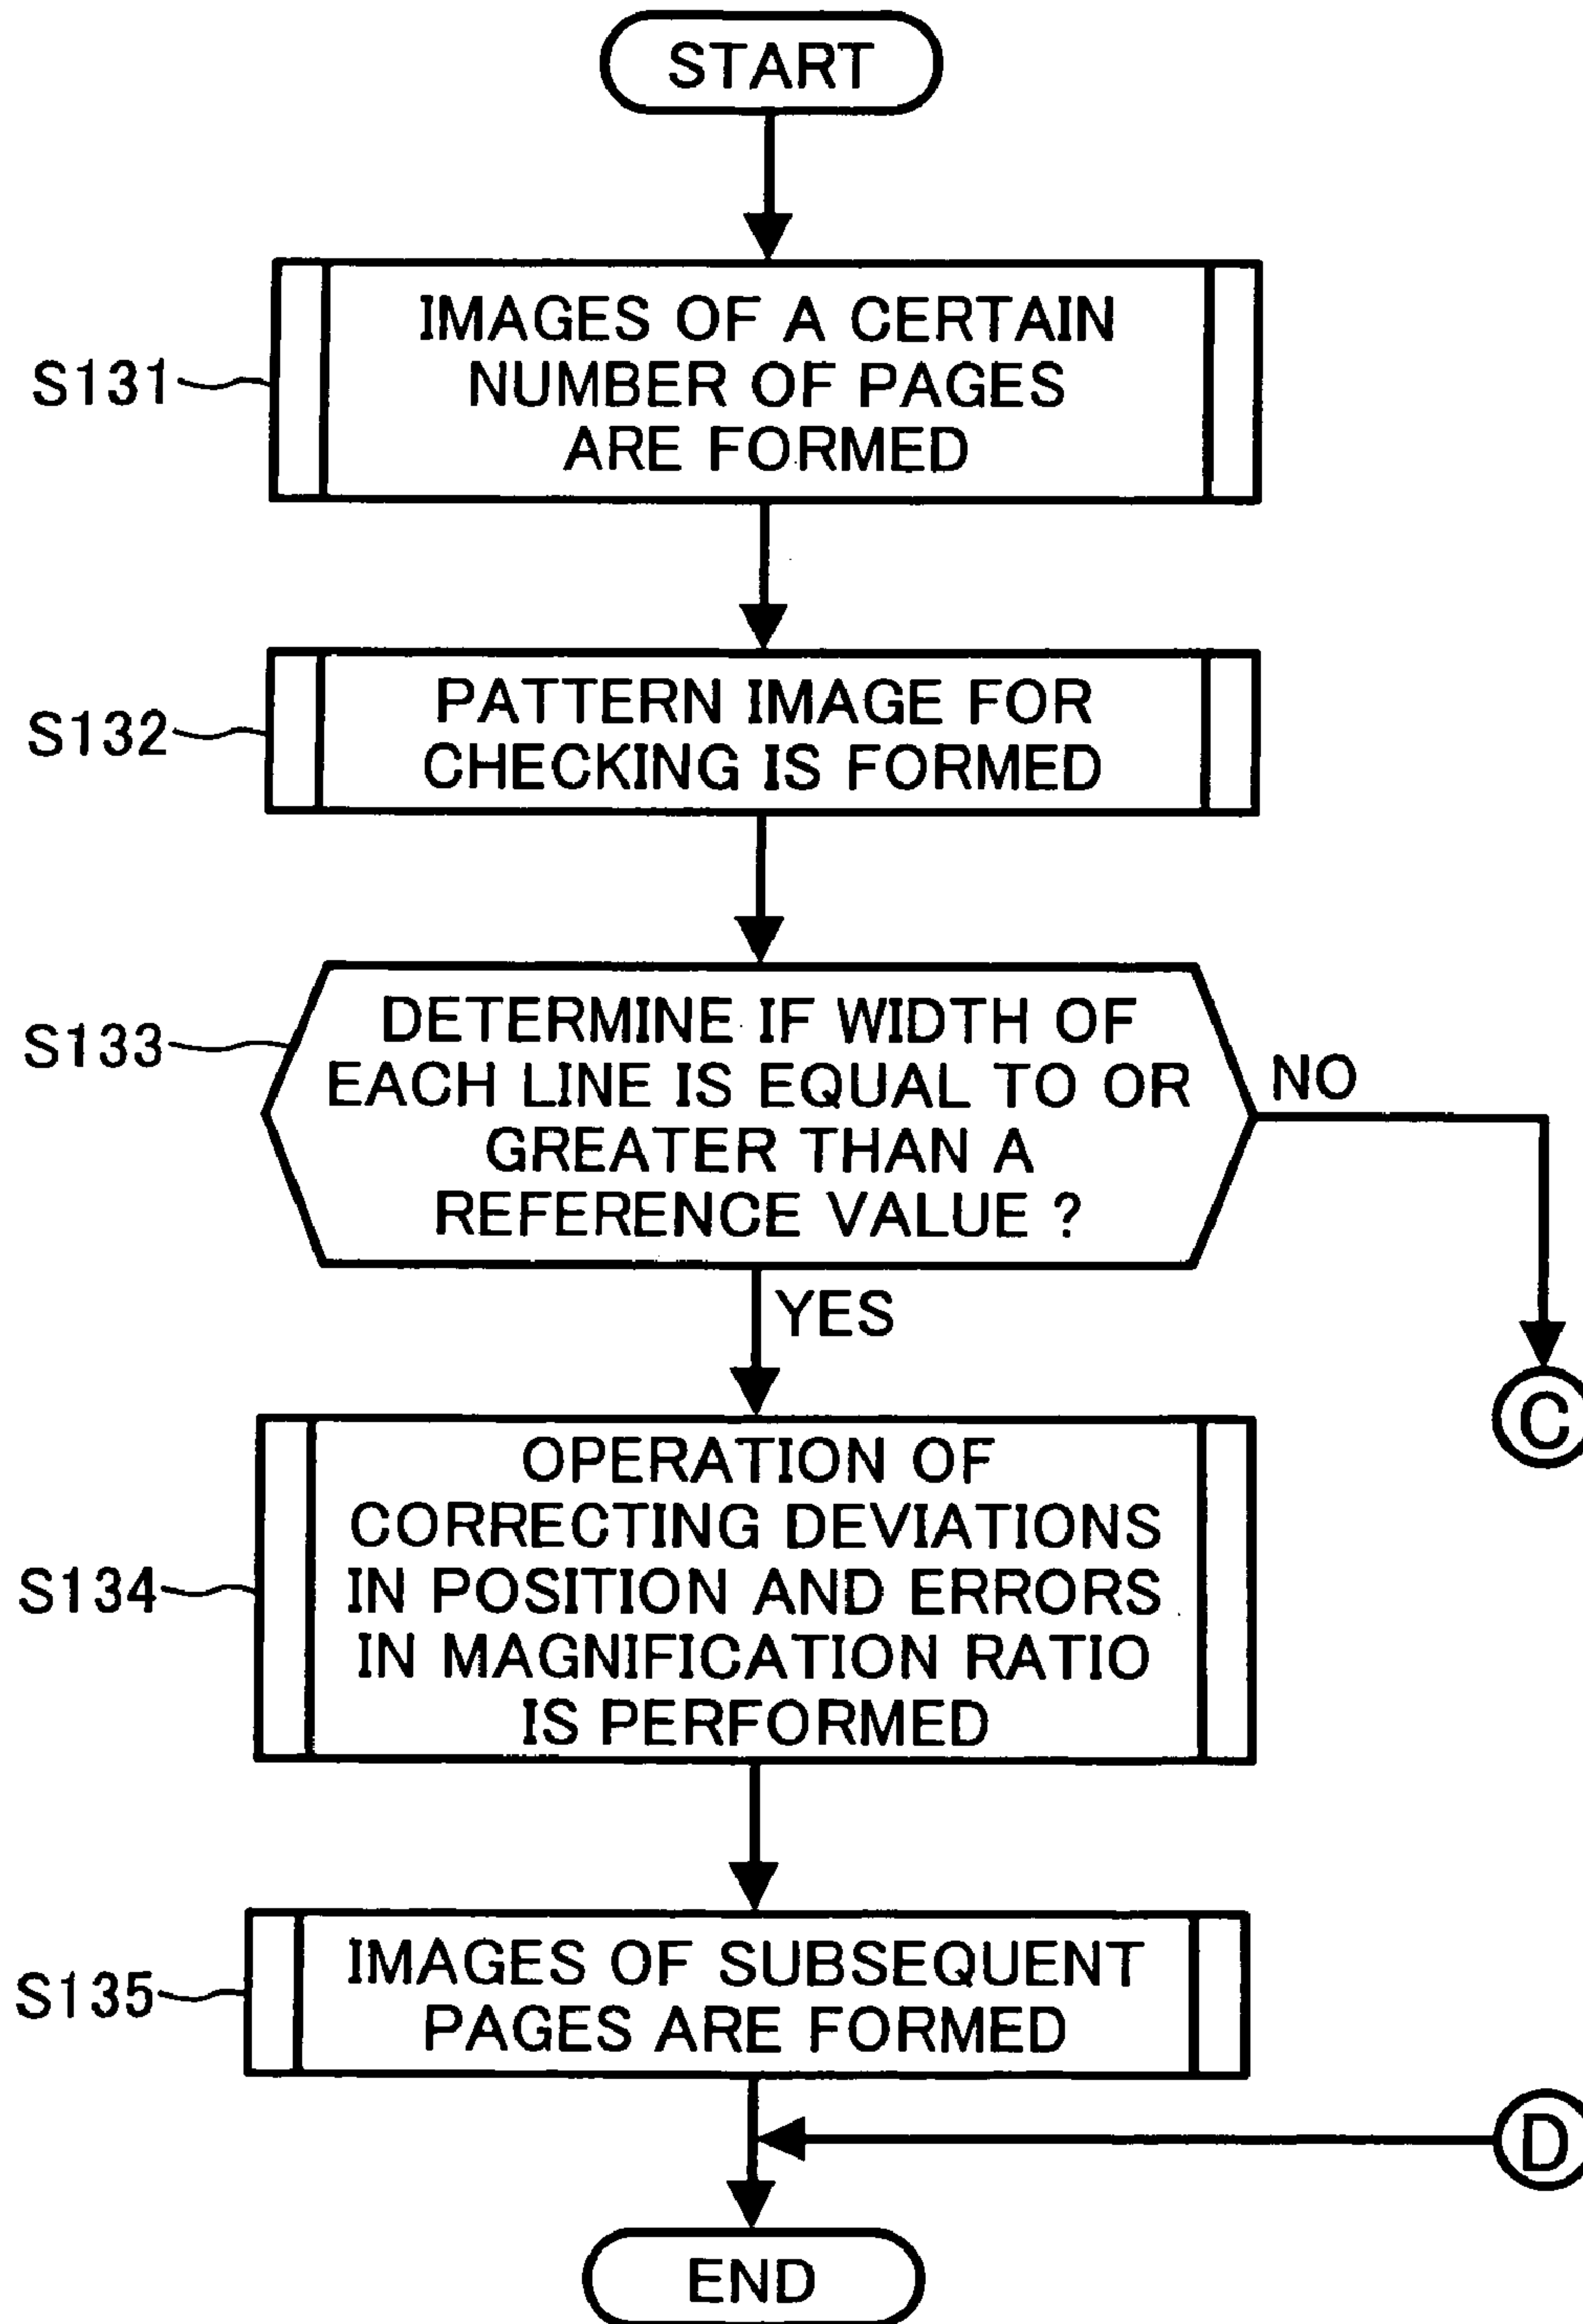 START
S131
IMAGES OF A CERTAIN
NUMBER OF PAGES
ARE FORMED
S132
PATTERN IMAGE FOR
CHECKING IS FORMED
S133
DETERMINE IF WIDTH OF
EACH LINE IS EQUAL TO OR
GREATER THAN A
REFERENCE VALUE ?
NO
YES
C
S134
OPERATION OF
CORRECTING DEVIATIONS
IN POSITION AND ERRORS
IN MAGNIFICATION RATIO
IS PERFORMED
S135
IMAGES OF SUBSEQUENT
PAGES ARE FORMED
D
END